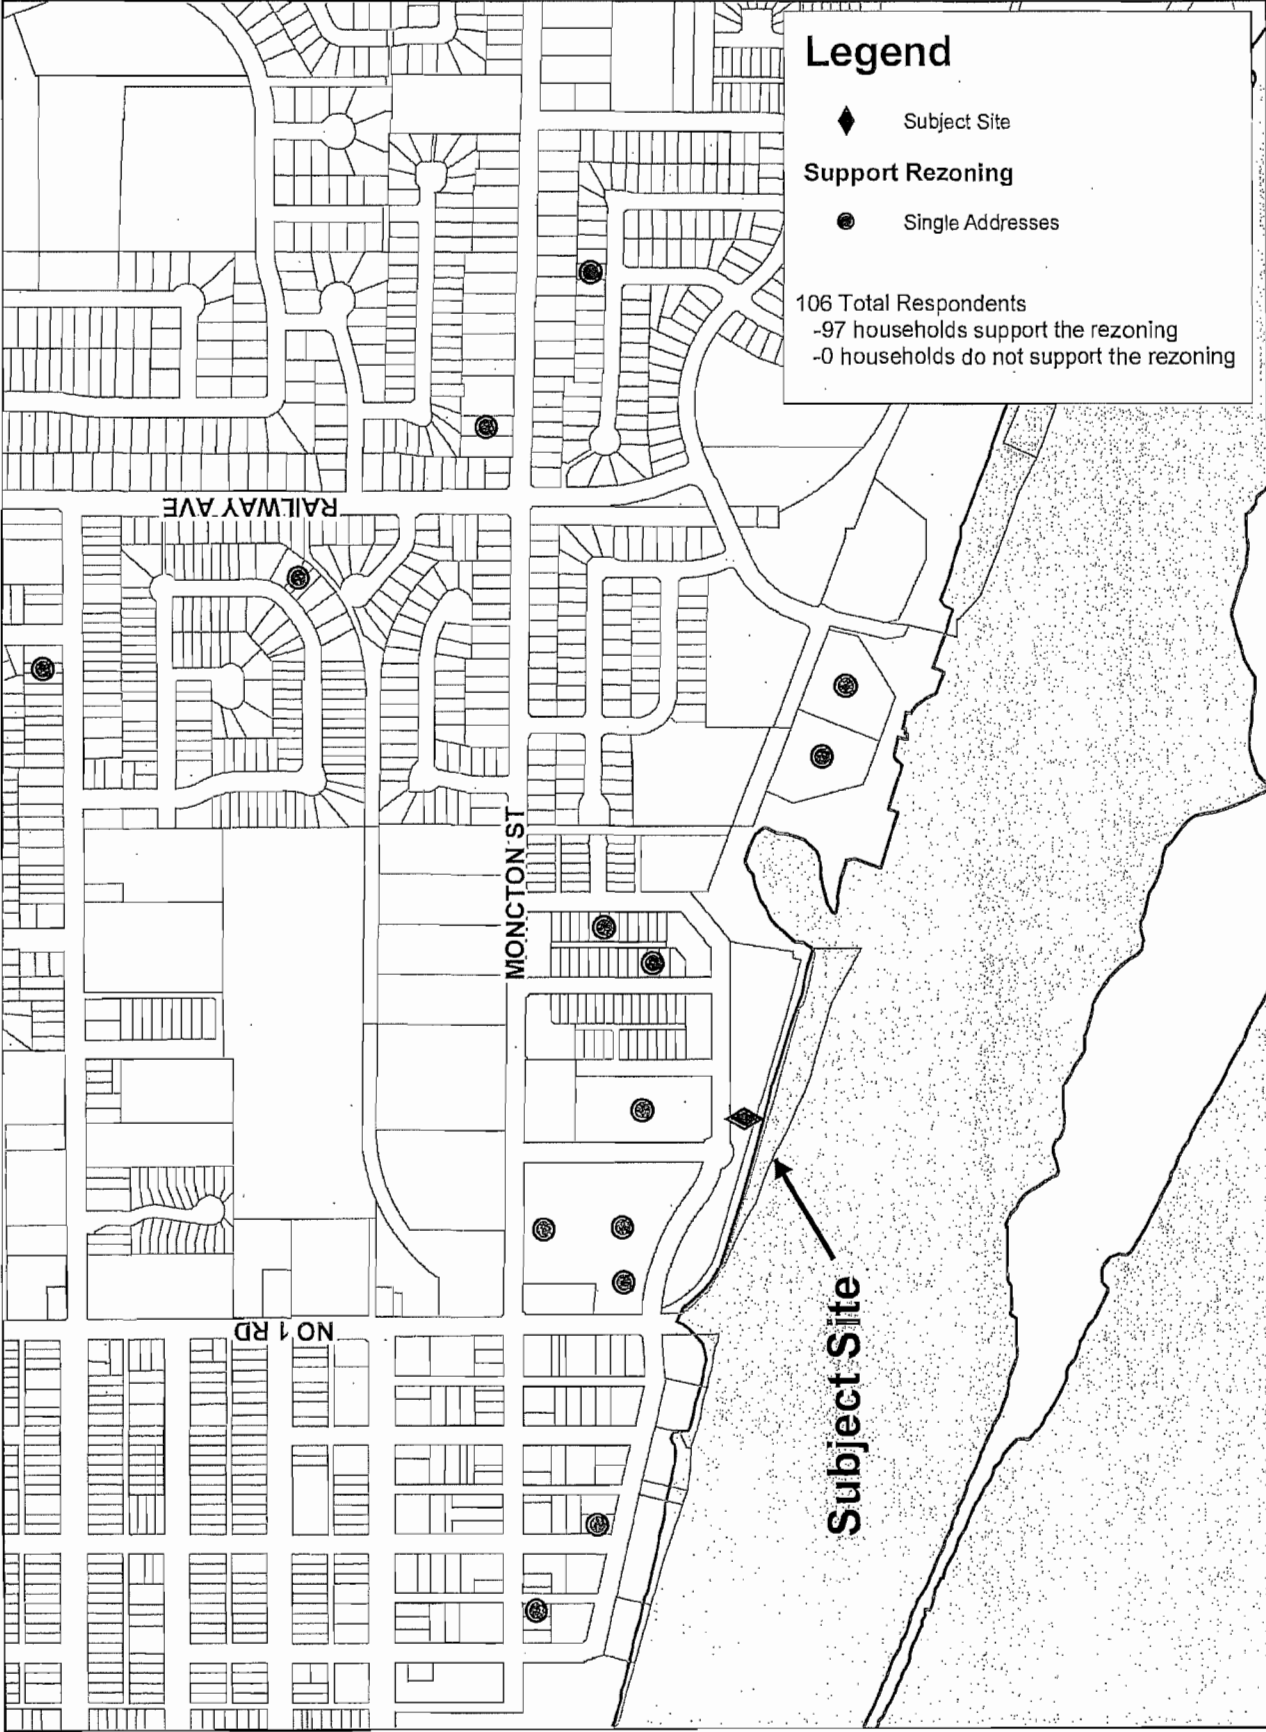 Legend
Subject Site
Support Rezoning
Single Addresses
106 Total Respondents
-97 households support the rezoning
-0 households do not support the rezoning
RAILWAY AVE
MONCTON ST
NO 1 RD
Subject Site